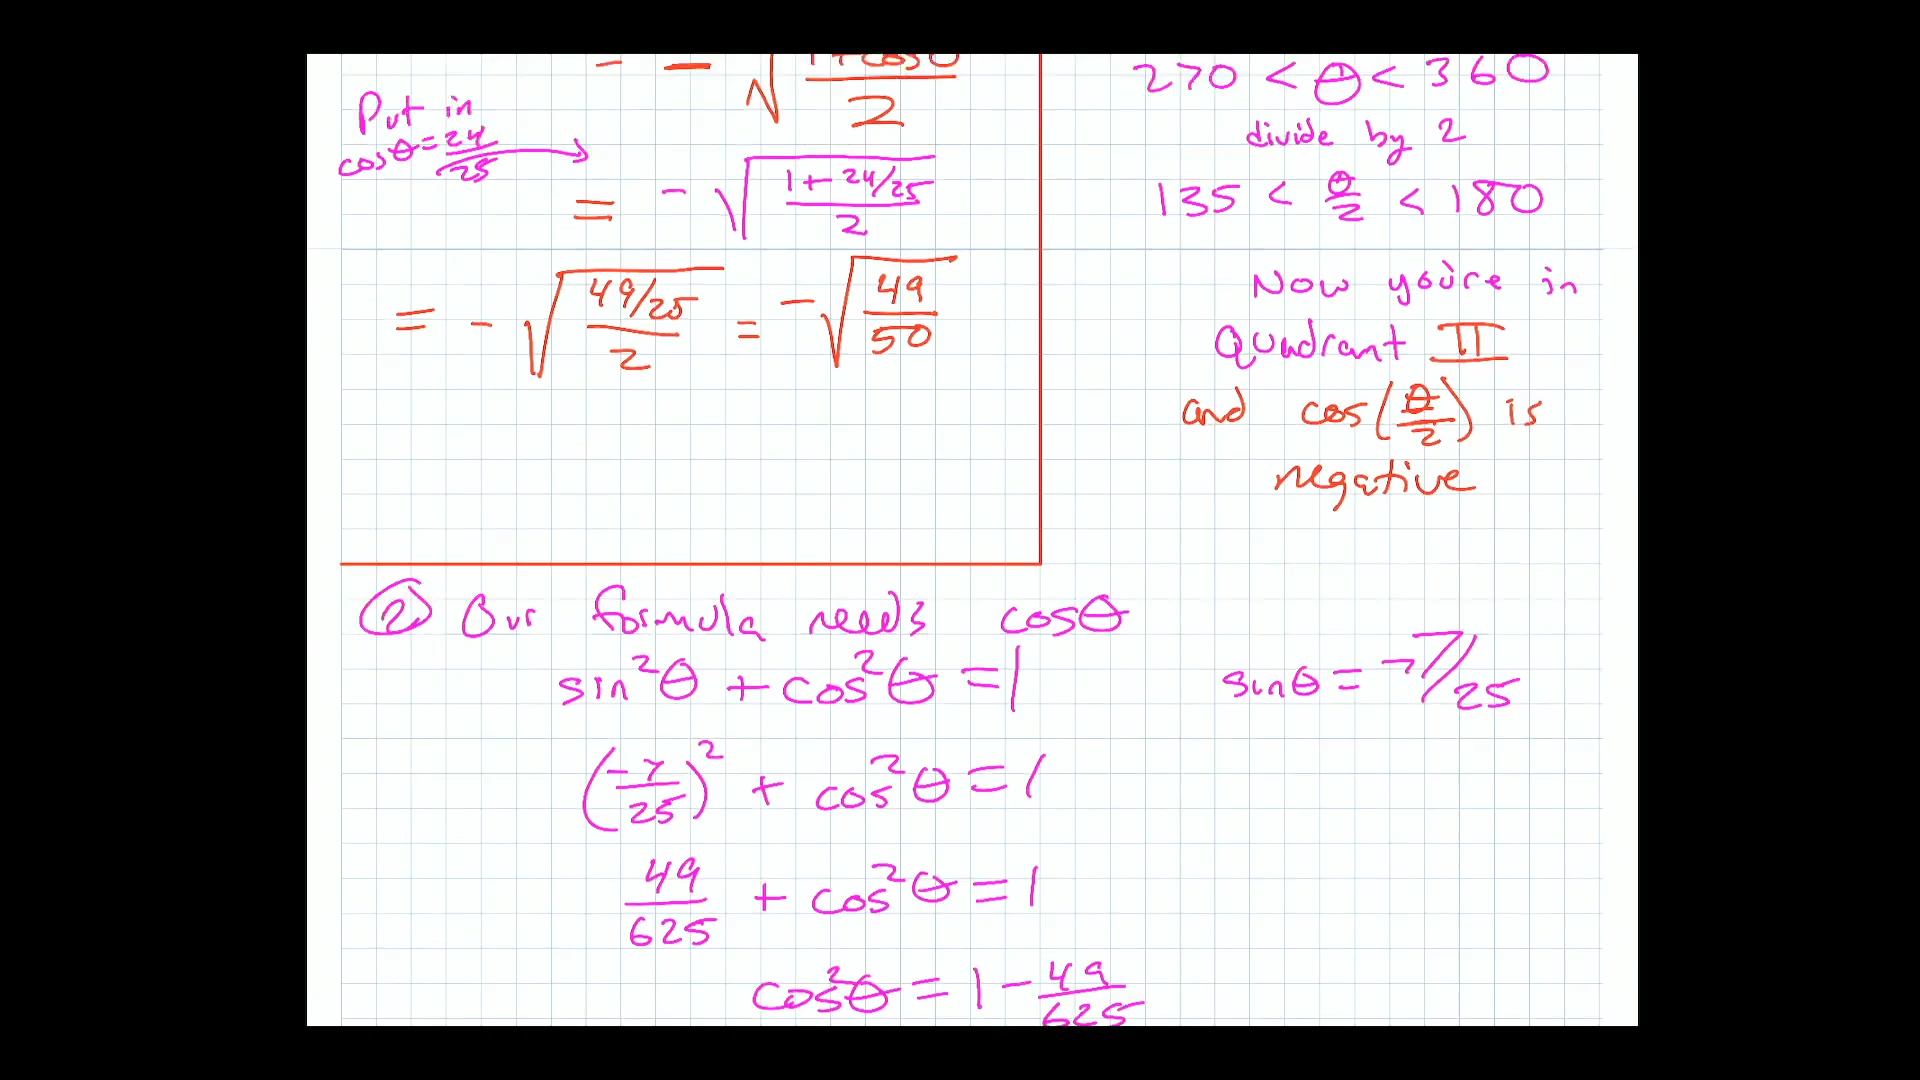 = - √((1+cosθ)/2)
Put in
cosθ = 24/25
= - √((1+24/25)/2)
= - √((49/25)/2) = - √(49/50)
270 < θ < 360
divide by 2
135 < θ/2 < 180
Now you're in
Quadrant II
and cos(θ/2) is
negative
② Our formula needs cosθ
sin²θ + cos²θ = 1
sinθ = -7/25
(-7/25)² + cos²θ = 1
49/625 + cos²θ = 1
cos²θ = 1 - 49/625